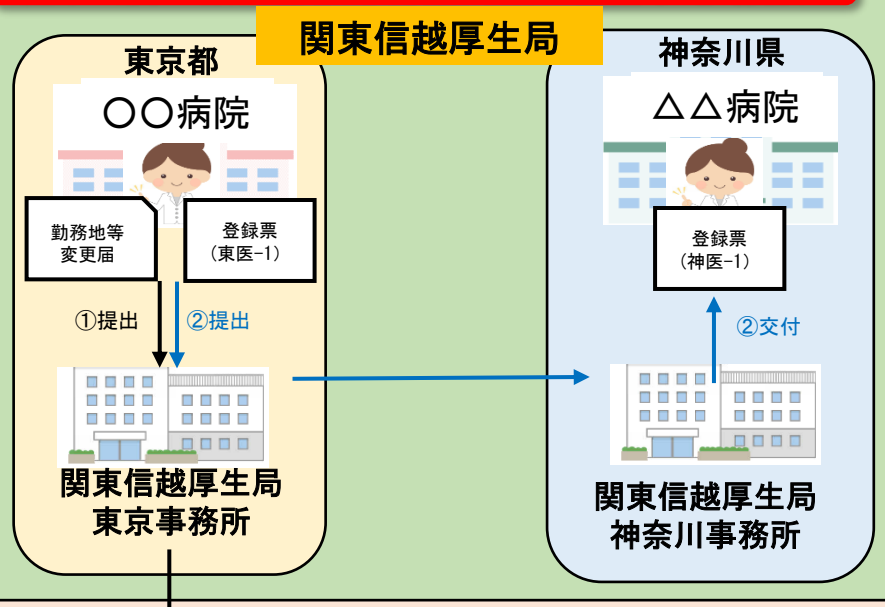 関東信越厚生局
東京都
〇〇病院
勤務地等
変更届
登録票
(東医-1)
①提出
②提出
関東信越厚生局
東京事務所
神奈川県
△△病院
登録票
(神医-1)
②交付
関東信越厚生局
神奈川事務所